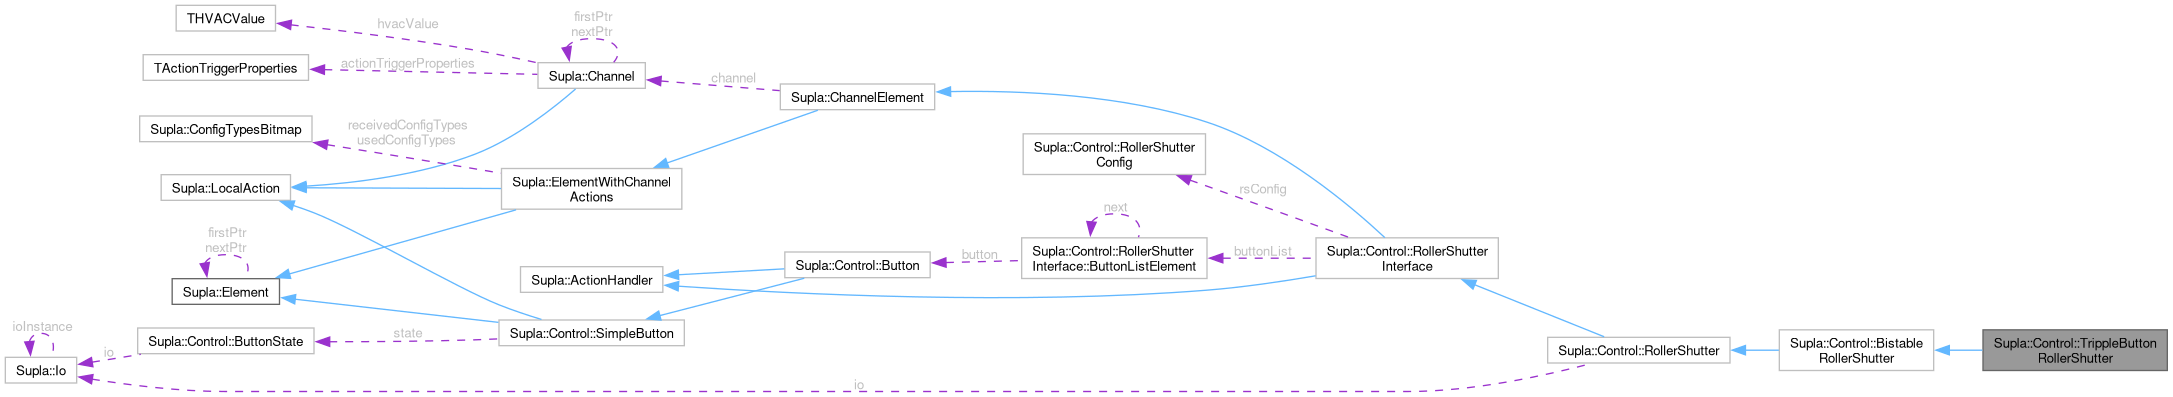 THVACValue
hvacValue
firstPtr
nextPtr
TActionTriggerProperties
actionTriggerProperties
Supla::Channel
channel
Supla::ChannelElement
Supla::ConfigTypesBitmap
receivedConfigTypes
usedConfigTypes
Supla::Control::RollerShutter
Config
Supla::LocalAction
Supla::ElementWithChannel
Actions
rsConfig
firstPtr
nextPtr
next
Supla::Element
Supla::ActionHandler
Supla::Control::Button
button
Supla::Control::RollerShutter
Interface::ButtonListElement
buttonList
Supla::Control::RollerShutter
Interface
ioInstance
Supla::Io
io
Supla::Control::ButtonState
state
Supla::Control::SimpleButton
io
Supla::Control::RollerShutter
Supla::Control::Bistable
RollerShutter
Supla::Control::TrippleButton
RollerShutter